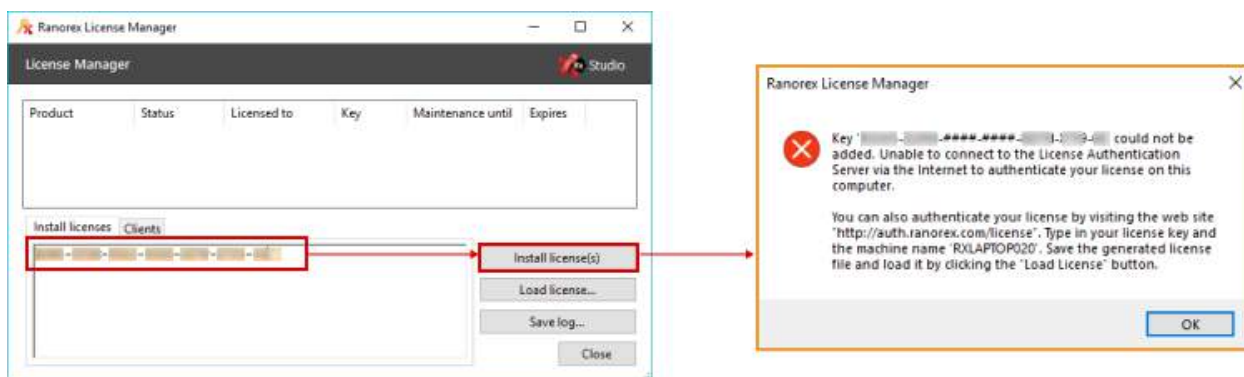 Ranorex License Manager
License Manager
Studio
Product Status Licensed to Key Maintenance until Expires
Install licenses Clients
Install license(s)
Load license...
Save log...
Close
Ranorex License Manager
Key '
-####-####-
could not be
added. Unable to connect to the License Authentication
Server via the Internet to authenticate your license on this
computer.
You can also authenticate your license by visiting the web site
"http://auth.ranorex.com/license". Type in your license key and
the machine name 'RXLAPTOP020'. Save the generated license
file and load it by clicking the "Load License" button.
OK